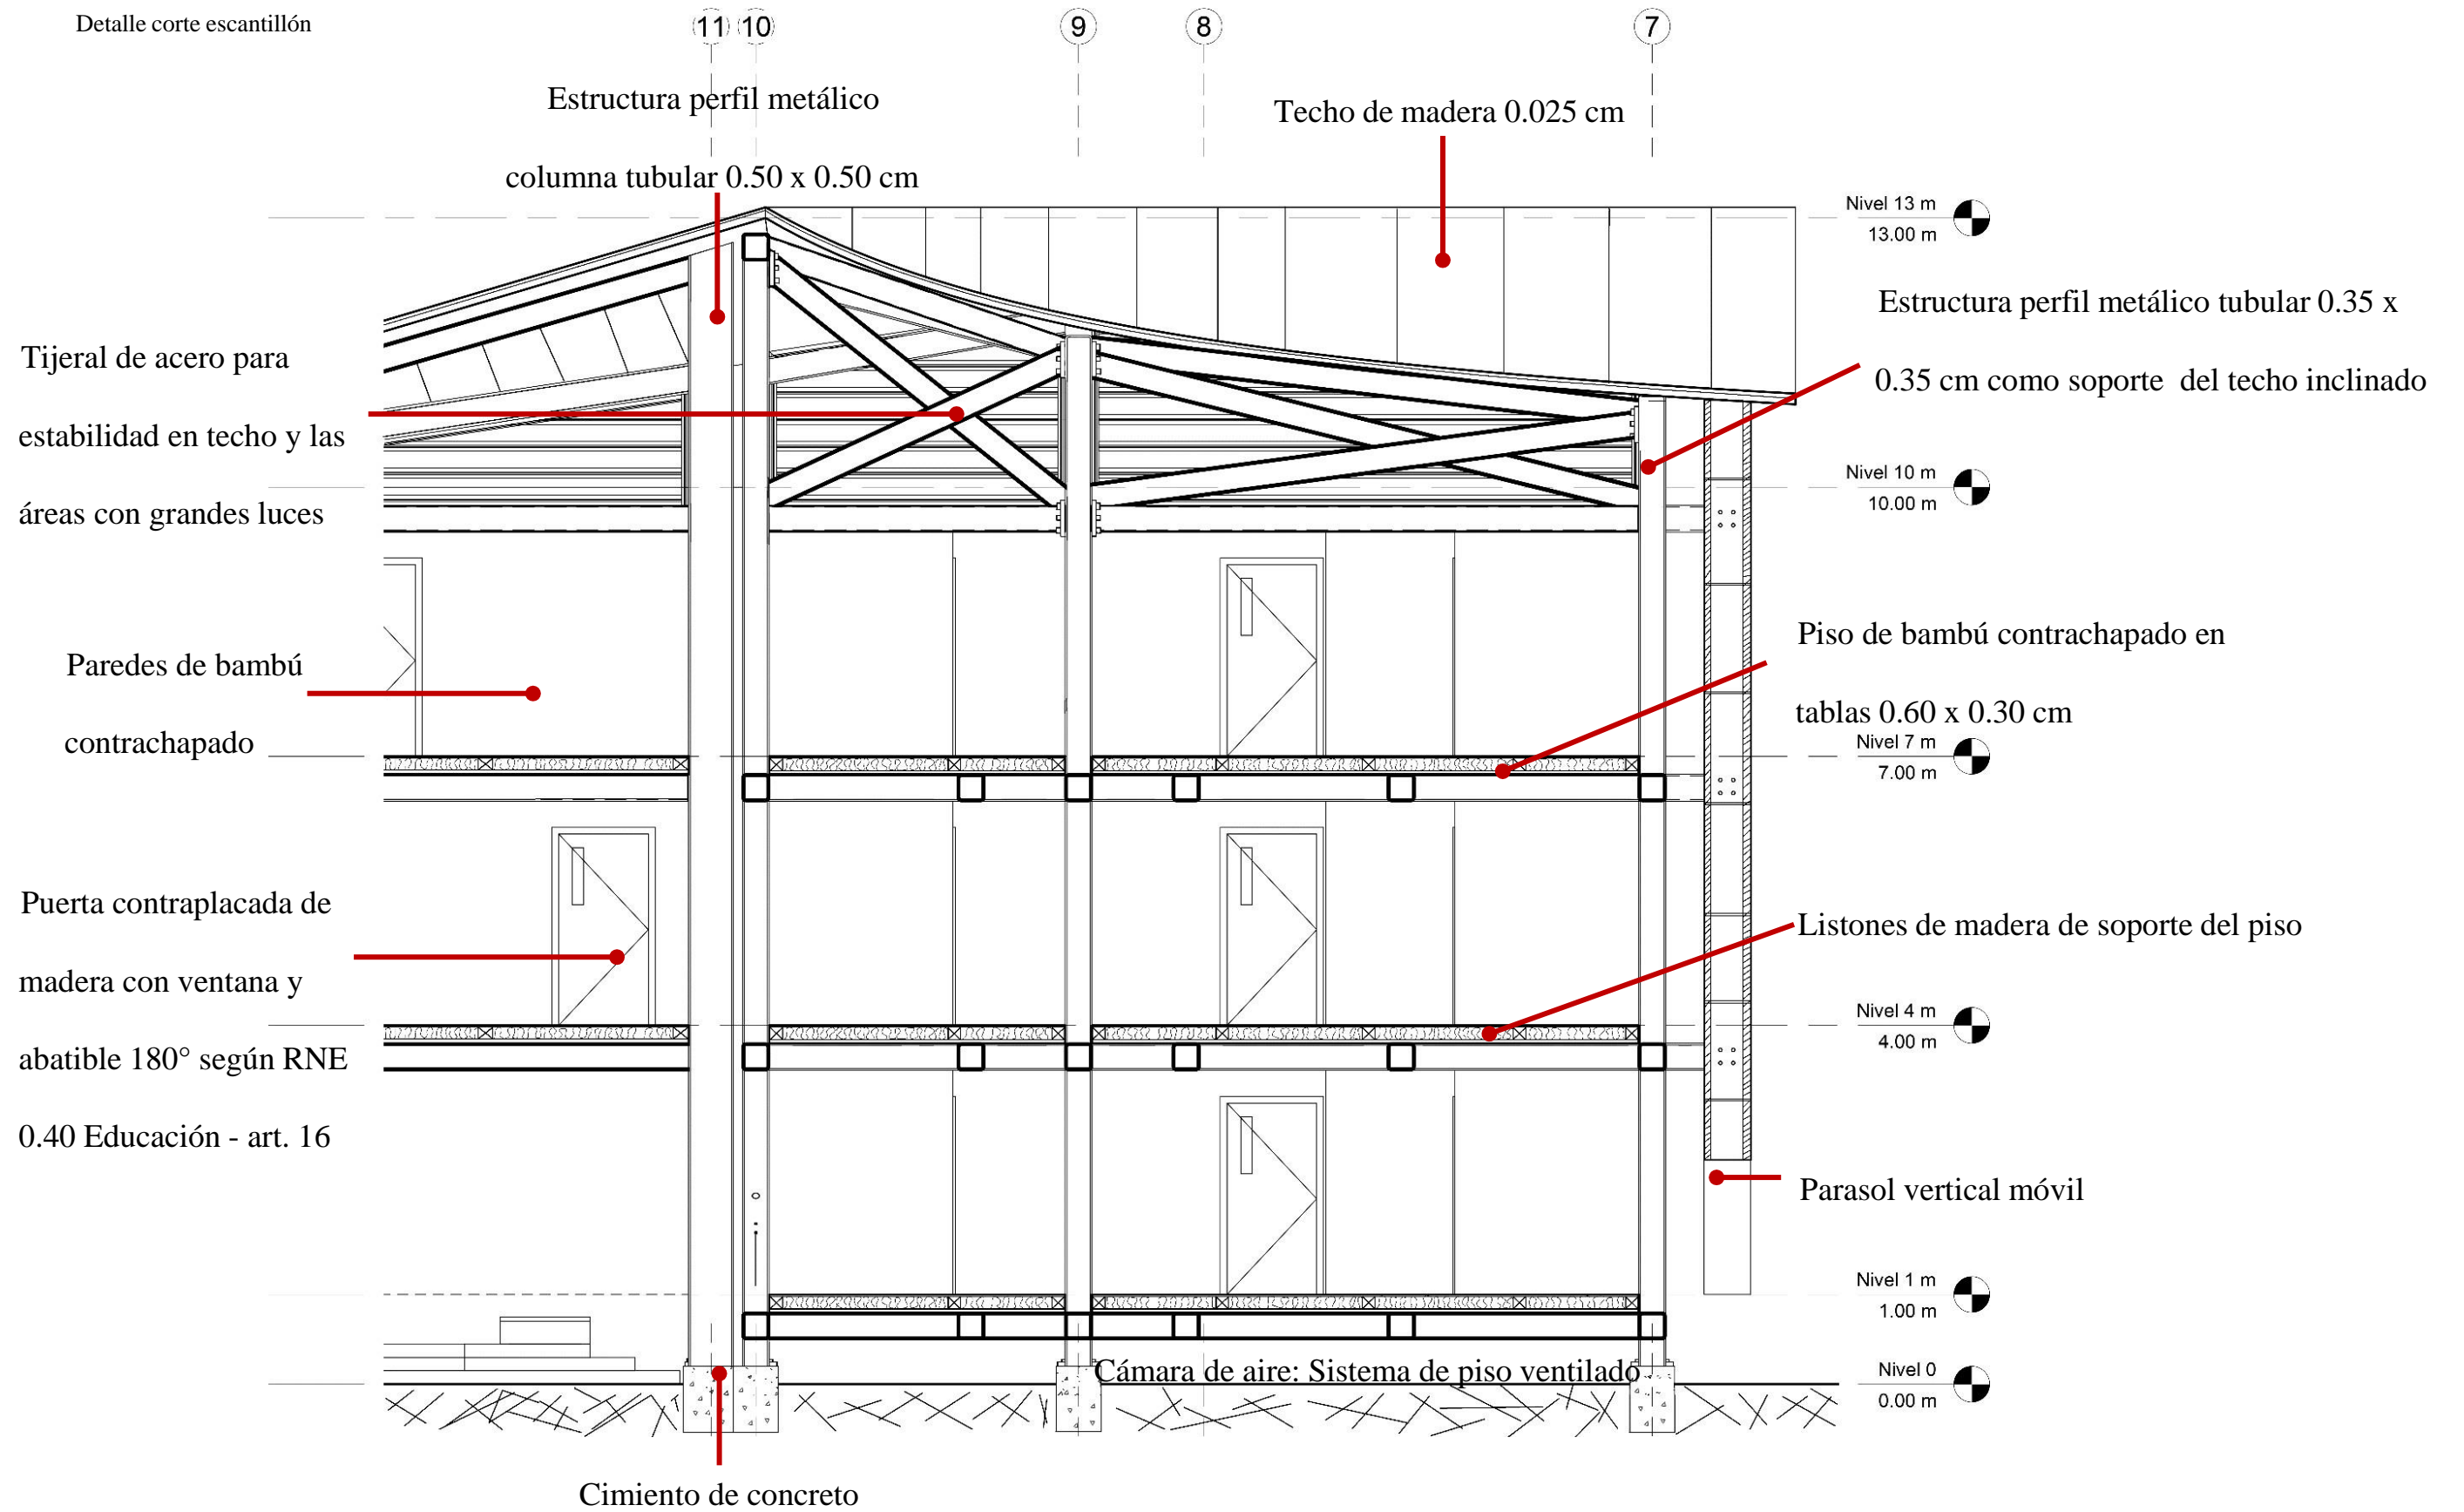 Detalle corte escantillón
11 10 9 8 7
Estructura perfil metálico
columna tubular 0.50 x 0.50 cm
Techo de madera 0.025 cm
Nivel 13 m
13.00 m
Estructura perfil metálico tubular 0.35 x
0.35 cm como soporte del techo inclinado
Tijeral de acero para
estabilidad en techo y las
áreas con grandes luces
Nivel 10 m
10.00 m
Paredes de bambú
contrachapado
Piso de bambú contrachapado en
tablas 0.60 x 0.30 cm
Nivel 7 m
7.00 m
Puerta contraplacada de
madera con ventana y
abatible 180° según RNE
0.40 Educación - art. 16
Listones de madera de soporte del piso
Nivel 4 m
4.00 m
Parasol vertical móvil
Nivel 1 m
1.00 m
Cámara de aire: Sistema de piso ventilado
Nivel 0
0.00 m
Cimiento de concreto